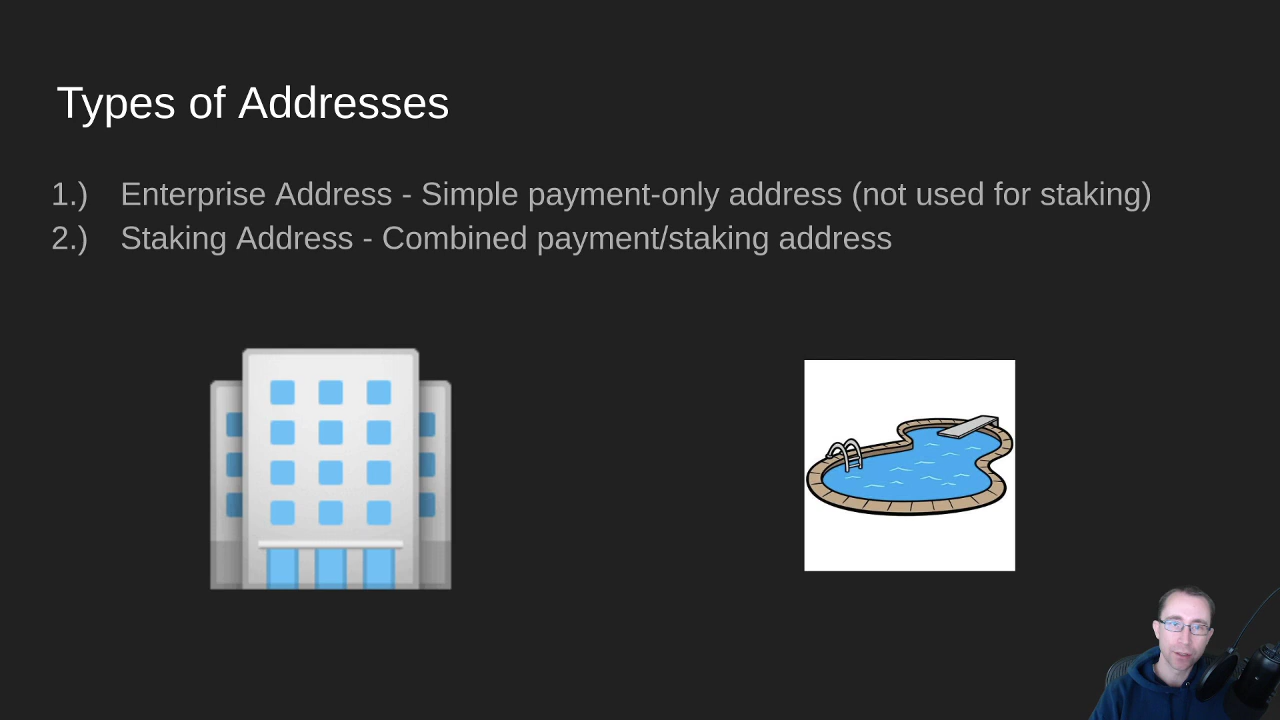 Types of Addresses
1.) Enterprise Address - Simple payment-only address (not used for staking)
2.) Staking Address - Combined payment/staking address